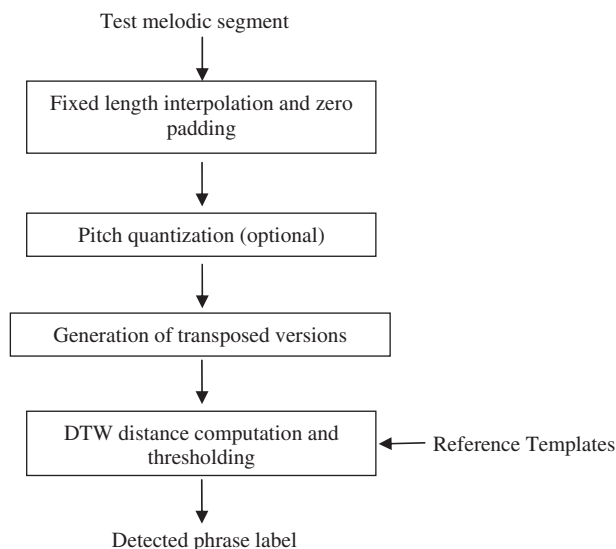 Test melodic segment
Fixed length interpolation and zero
padding
Pitch quantization (optional)
Generation of transposed versions
DTW distance computation and
thresholding
Reference Templates
Detected phrase label